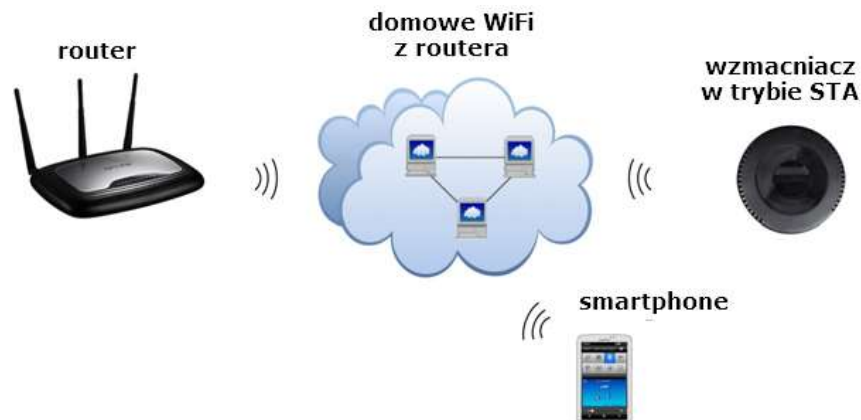 router
domowe WiFi
z routera
wzmacniacz
w trybie STA
smartphone